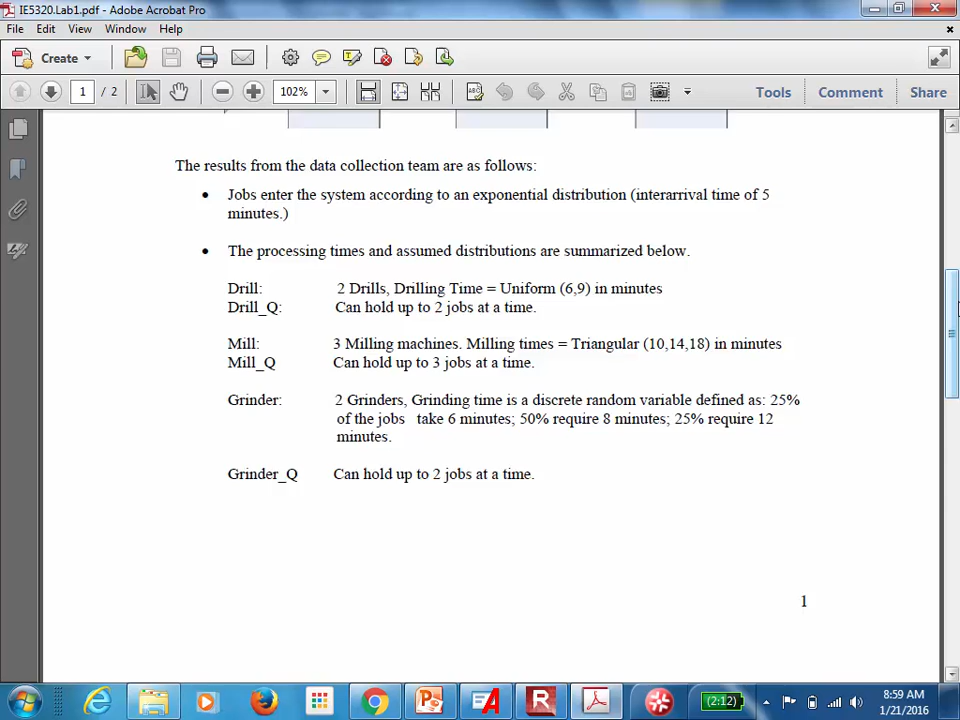 IE5320.Lab1.pdf - Adobe Acrobat Pro
File Edit View Window Help
Create
1 / 2 102% Tools Comment Share
The results from the data collection team are as follows:
• Jobs enter the system according to an exponential distribution (interarrival time of 5
minutes.)
• The processing times and assumed distributions are summarized below.
Drill: 2 Drills, Drilling Time = Uniform (6,9) in minutes
Drill_Q: Can hold up to 2 jobs at a time.
Mill: 3 Milling machines. Milling times = Triangular (10,14,18) in minutes
Mill_Q Can hold up to 3 jobs at a time.
Grinder: 2 Grinders, Grinding time is a discrete random variable defined as: 25%
of the jobs take 6 minutes; 50% require 8 minutes; 25% require 12
minutes.
Grinder_Q Can hold up to 2 jobs at a time.
1
(2:12)
8:59 AM
1/21/2016